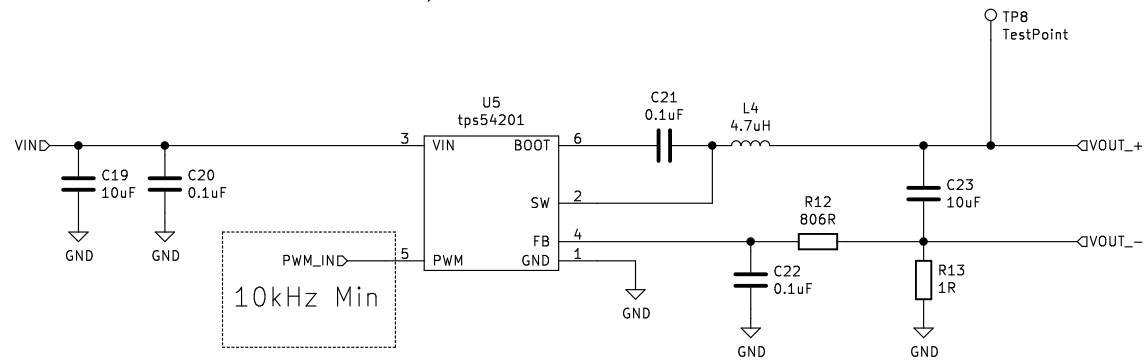 TP8
TestPoint
U5
tps54201
C21
0.1uF
L4
4.7uH
VIN
3
VIN
BOOT
6
VOUT_+
C19
10uF
C20
0.1uF
SW
2
C23
10uF
R12
806R
GND
GND
FB
4
VOUT_-
PWM_IN
5
PWM
GND
1
10kHz Min
C22
0.1uF
R13
1R
GND
GND
GND